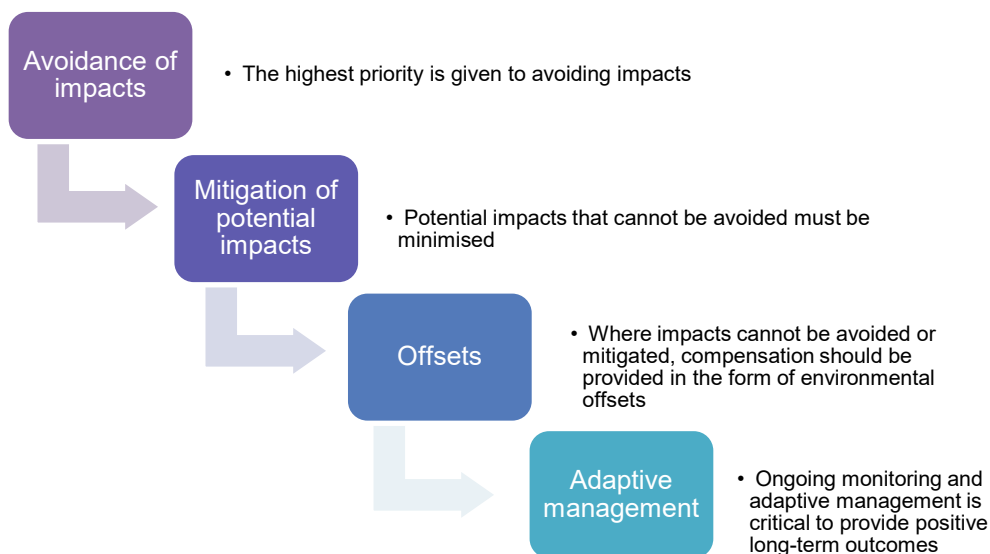 Avoidance of
impacts
• The highest priority is given to avoiding impacts
Mitigation of
potential
impacts
• Potential impacts that cannot be avoided must be
minimised
Offsets
• Where impacts cannot be avoided or
mitigated, compensation should be
provided in the form of environmental
offsets
Adaptive
management
• Ongoing monitoring and
adaptive management is
critical to provide positive
long-term outcomes